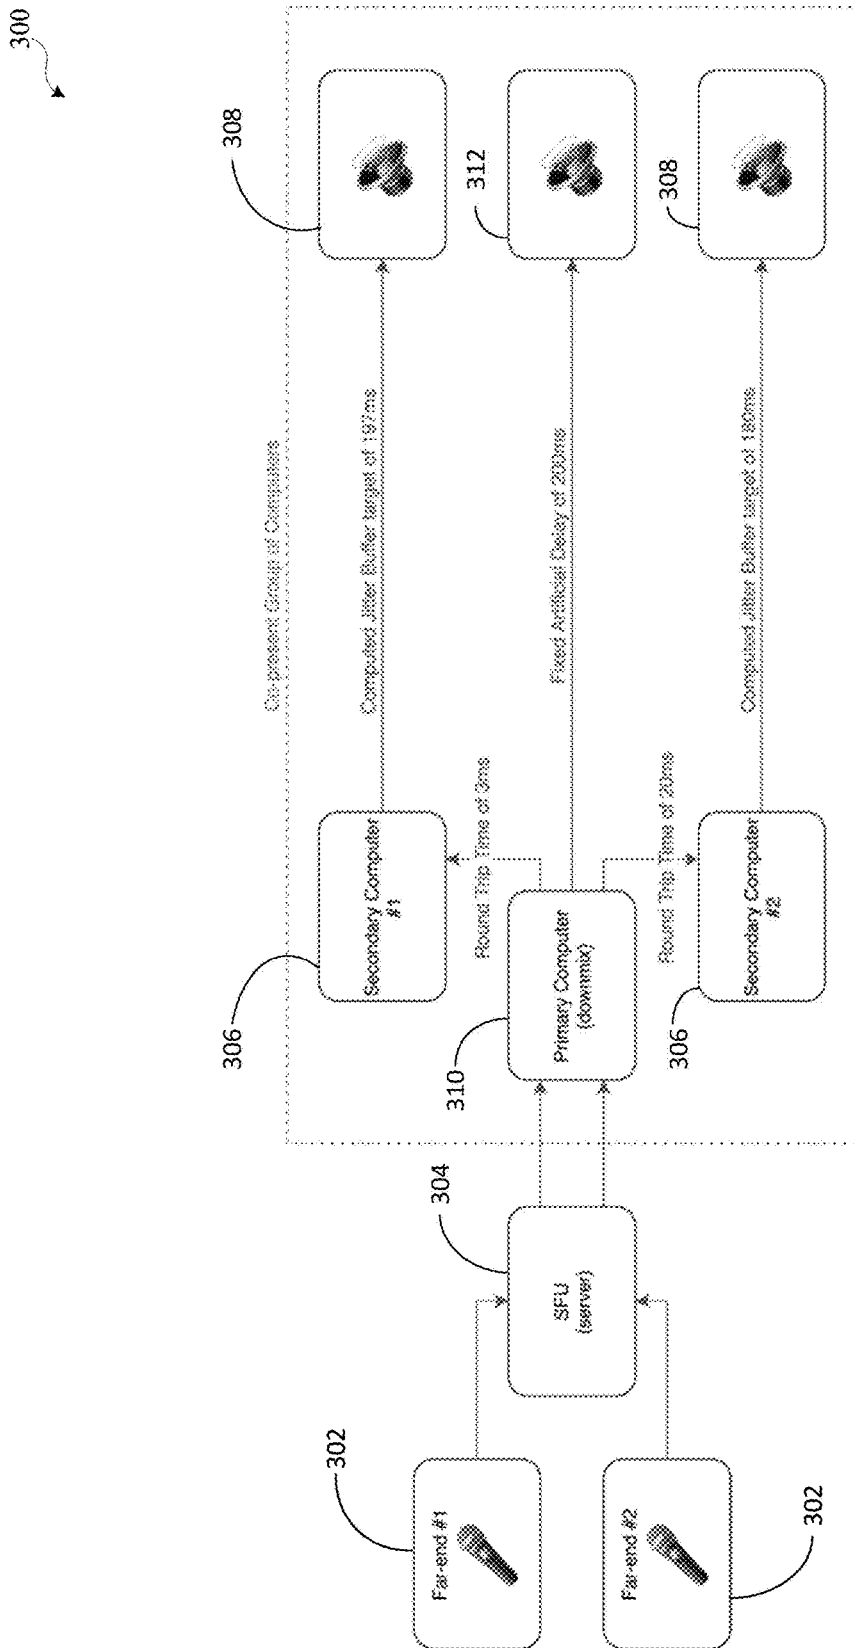 300
Co-present Group of Computers
308
Computed Jitter Buffer target of 197ms
Secondary Computer
#1
306
Round Trip Time of 3ms
312
Fixed Artificial Delay of 200ms
Primary Computer
(downmix)
310
Round Trip Time of 20ms
308
Computed Jitter Buffer target of 180ms
Secondary Computer
#2
306
304
SFU
(server)
302
Far-end #1
Far-end #2
302